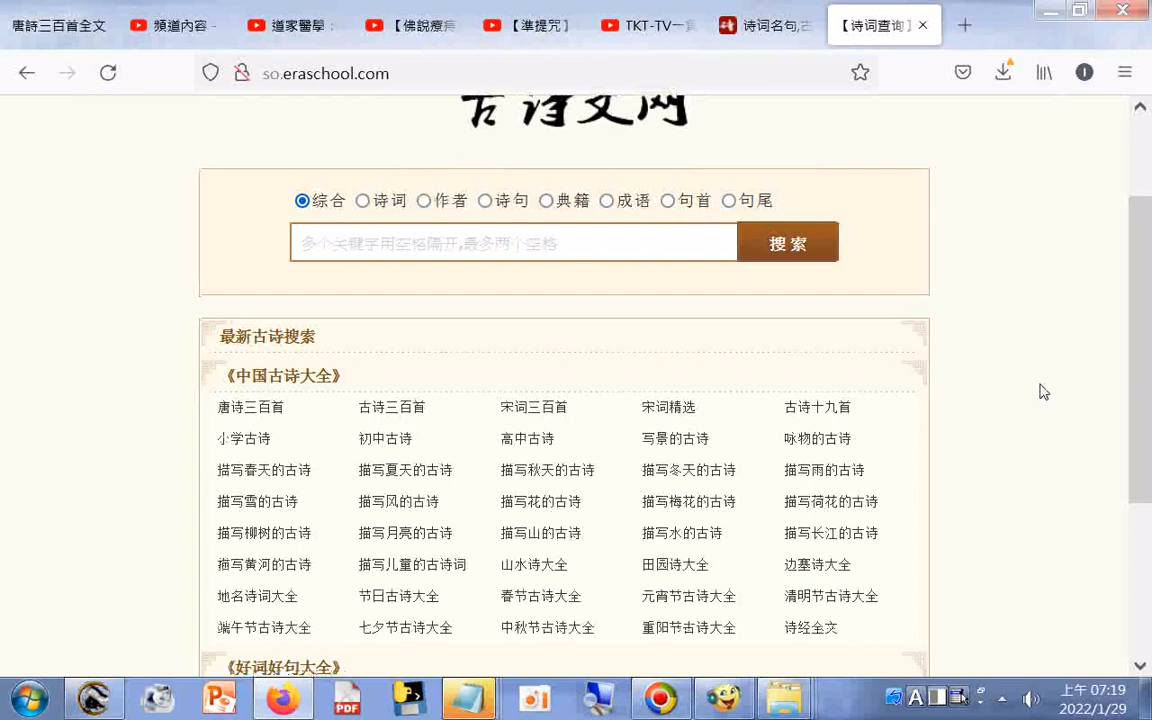 唐詩三百首全文
頻道內容 -
道家醫學：
【佛說療痔
【準提咒】
TKT-TV一貫
诗词名句,古
【诗词查询】
so.eraschool.com
古诗文网
综合 诗词 作者 诗句 典籍 成语 句首 句尾
多个关键字用空格隔开,最多两个空格
搜 索
最新古诗搜索
《中国古诗大全》
唐诗三百首 古诗三百首 宋词三百首 宋词精选 古诗十九首
小学古诗 初中古诗 高中古诗 写景的古诗 咏物的古诗
描写春天的古诗 描写夏天的古诗 描写秋天的古诗 描写冬天的古诗 描写雨的古诗
描写雪的古诗 描写风的古诗 描写花的古诗 描写梅花的古诗 描写荷花的古诗
描写柳树的古诗 描写月亮的古诗 描写山的古诗 描写水的古诗 描写长江的古诗
描写黄河的古诗 描写儿童的古诗词 山水诗大全 田园诗大全 边塞诗大全
地名诗词大全 节日古诗大全 春节古诗大全 元宵节古诗大全 清明节古诗大全
端午节古诗大全 七夕节古诗大全 中秋节古诗大全 重阳节古诗大全 诗经全文
《好词好句大全》
PDF
A
上午 07:19
2022/1/29